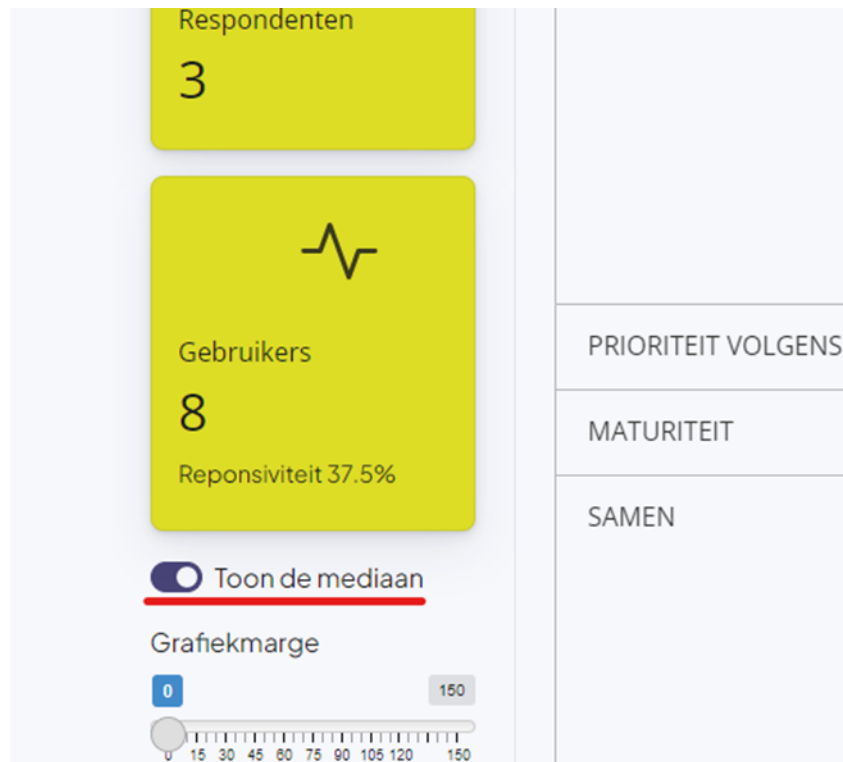 Respondenten
3
Gebruikers
8
Reponsiviteit 37.5%
Toon de mediaan
Grafiekmarge
0 150
0 15 30 45 60 75 90 105 120 150
PRIORITEIT VOLGENS
MATURITEIT
SAMEN